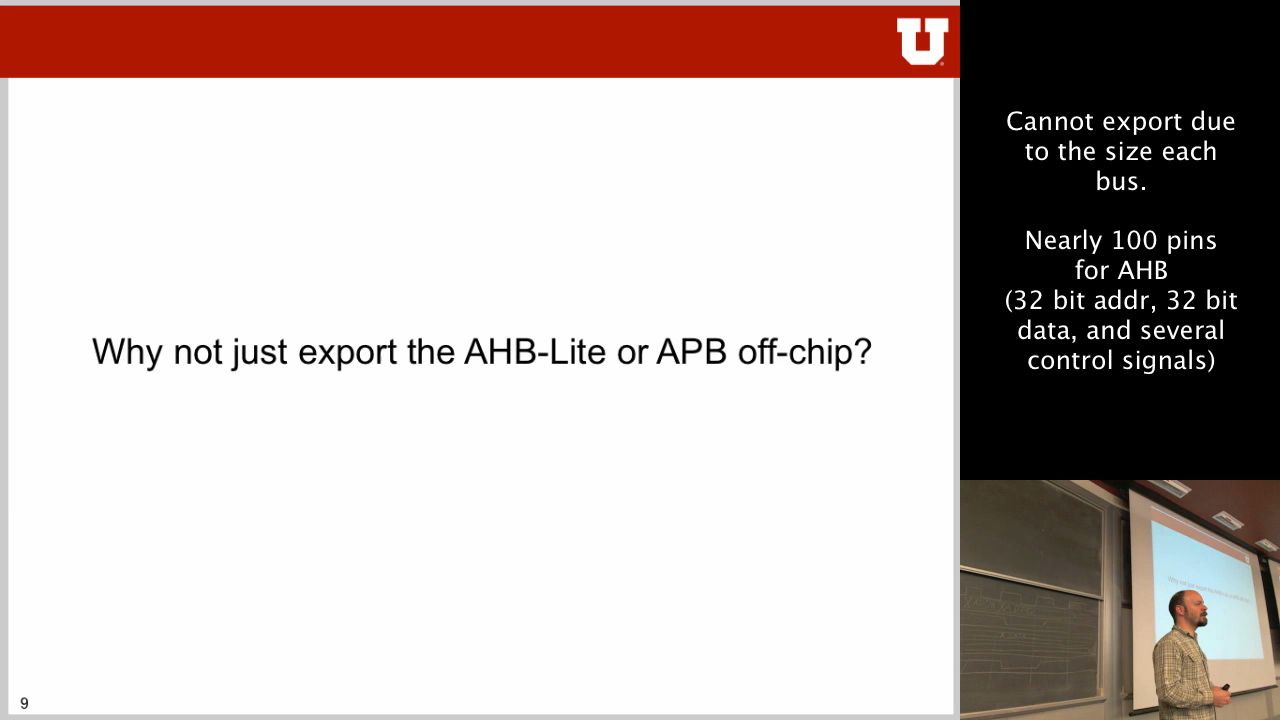 U
Why not just export the AHB-Lite or APB off-chip?
9
Cannot export due
to the size each
bus.
Nearly 100 pins
for AHB
(32 bit addr, 32 bit
data, and several
control signals)